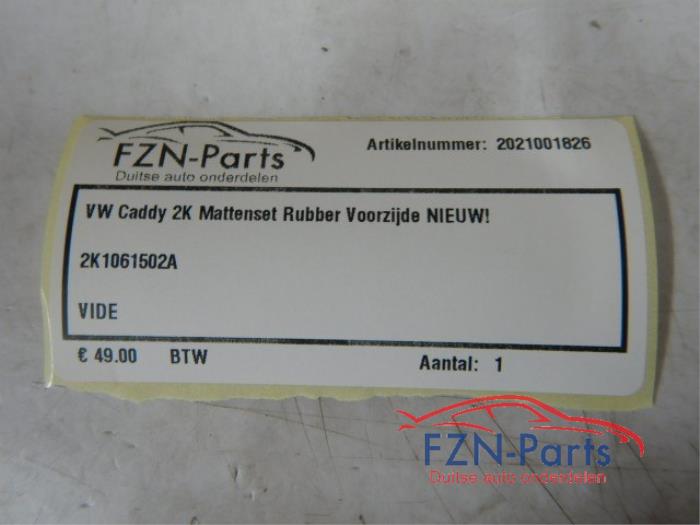 FZN-Parts
Duitse auto onderdelen
Artikelnummer: 2021001826
VW Caddy 2K Mattenset Rubber Voorzijde NIEUW!
2K1061502A
VIDE
€ 49.00 BTW
Aantal: 1
FZN-Parts
Duitse auto onderdelen